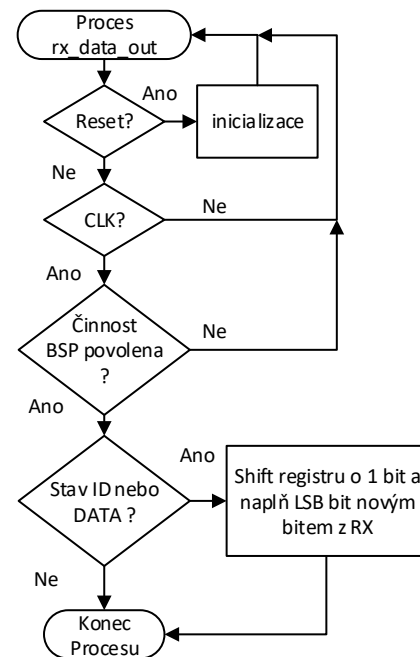 Proces
rx_data_out
Ano
Reset?
inicializace
Ne
CLK?
Ne
Ano
Činnost
BSP povolena
?
Ne
Ano
Stav ID nebo
DATA ?
Ano
Shift registru o 1 bit a
naplň LSB bit novým
bitem z RX
Ne
Konec
Procesu